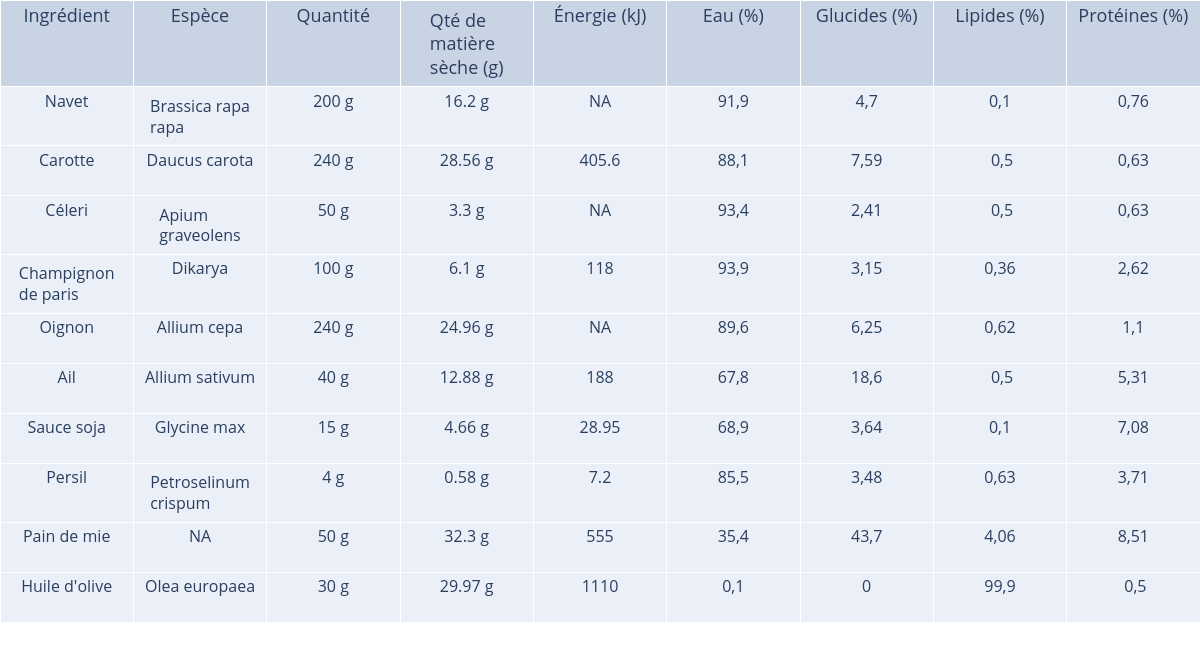 Ingrédient Espèce Quantité Qté de matière sèche (g) Énergie (kJ) Eau (%) Glucides (%) Lipides (%) Protéines (%)
Navet Brassica rapa rapa 200 g 16.2 g NA 91,9 4,7 0,1 0,76
Carotte Daucus carota 240 g 28.56 g 405.6 88,1 7,59 0,5 0,63
Céleri Apium graveolens 50 g 3.3 g NA 93,4 2,41 0,5 0,63
Champignon de paris Dikarya 100 g 6.1 g 118 93,9 3,15 0,36 2,62
Oignon Allium cepa 240 g 24.96 g NA 89,6 6,25 0,62 1,1
Ail Allium sativum 40 g 12.88 g 188 67,8 18,6 0,5 5,31
Sauce soja Glycine max 15 g 4.66 g 28.95 68,9 3,64 0,1 7,08
Persil Petroselinum crispum 4 g 0.58 g 7.2 85,5 3,48 0,63 3,71
Pain de mie NA 50 g 32.3 g 555 35,4 43,7 4,06 8,51
Huile d'olive Olea europaea 30 g 29.97 g 1110 0,1 0 99,9 0,5